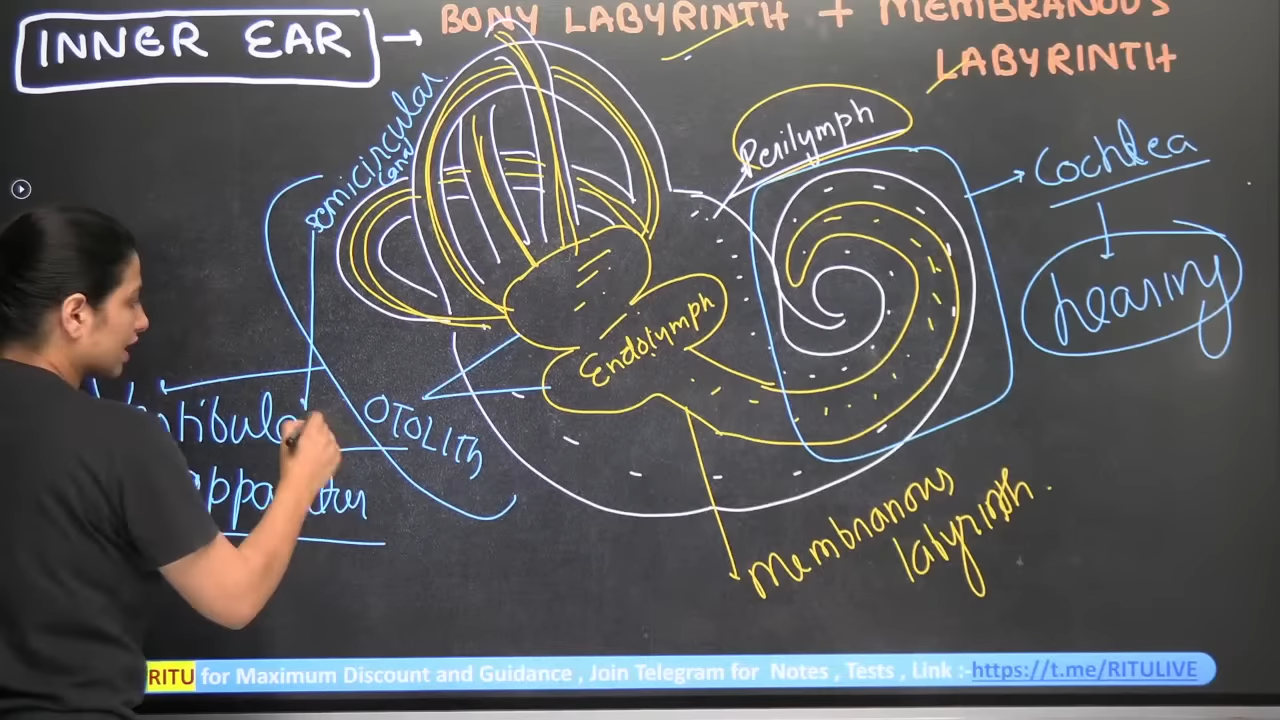 INNER EAR → BONY LABYRINTH + MEMBRANOUS
LABYRINTH
semicircular
canal
Perilymph
Cochlea
hearing
Endolymph
OTOLITH
membranous
labyrinth.
RITU for Maximum Discount and Guidance , Join Telegram for Notes , Tests , Link :-https://t.me/RITULIVE